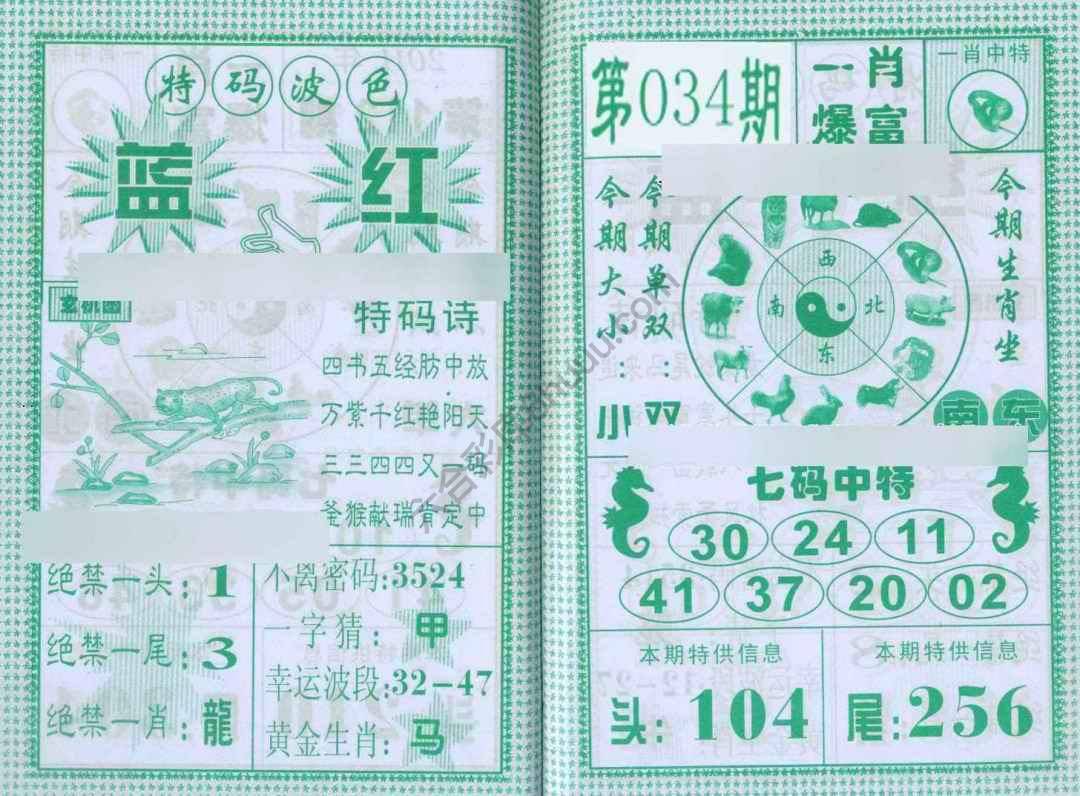 特码波色
蓝 红
玄机图
特码诗
四书五经肪中放
万紫千红艳阳天
三三四四又一码
圣猴献瑞肯定中
绝禁一头:1
绝禁一尾:3
绝禁一肖:龍
不离密码:3524
一字猜:甲
幸运波段:32-47
黄金生肖:马
第034期
一肖
爆富
一肖中特
今期大小:
小
今期单双:
双
西
南 北
东
今期生肖坐
南东
七码中特
30 24 11
41 37 20 02
本期特供信息
头:104
本期特供信息
尾:256